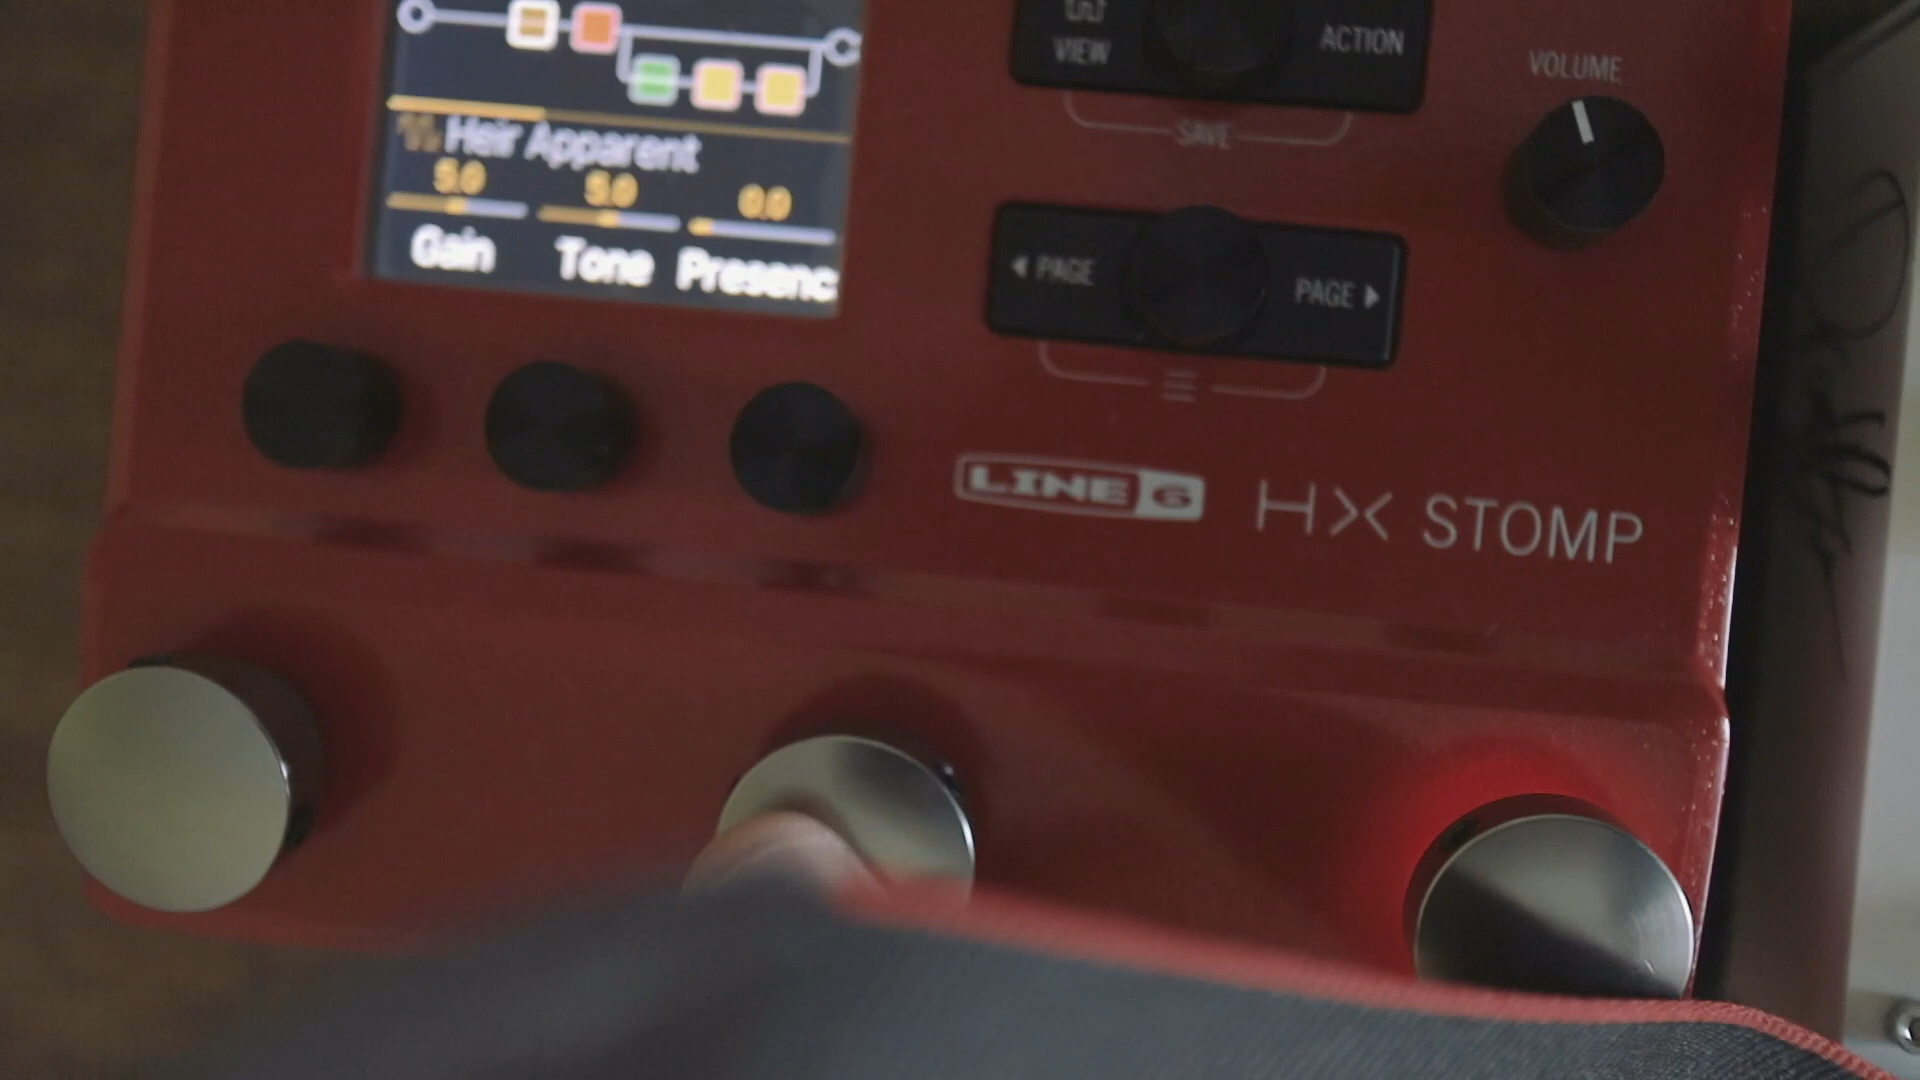 VIEW
ACTION
VOLUME
SAVE
Heir Apparent
5.0 5.0 0.0
Gain Tone Presenc
◀ PAGE
PAGE ▶
LINE 6
HX STOMP